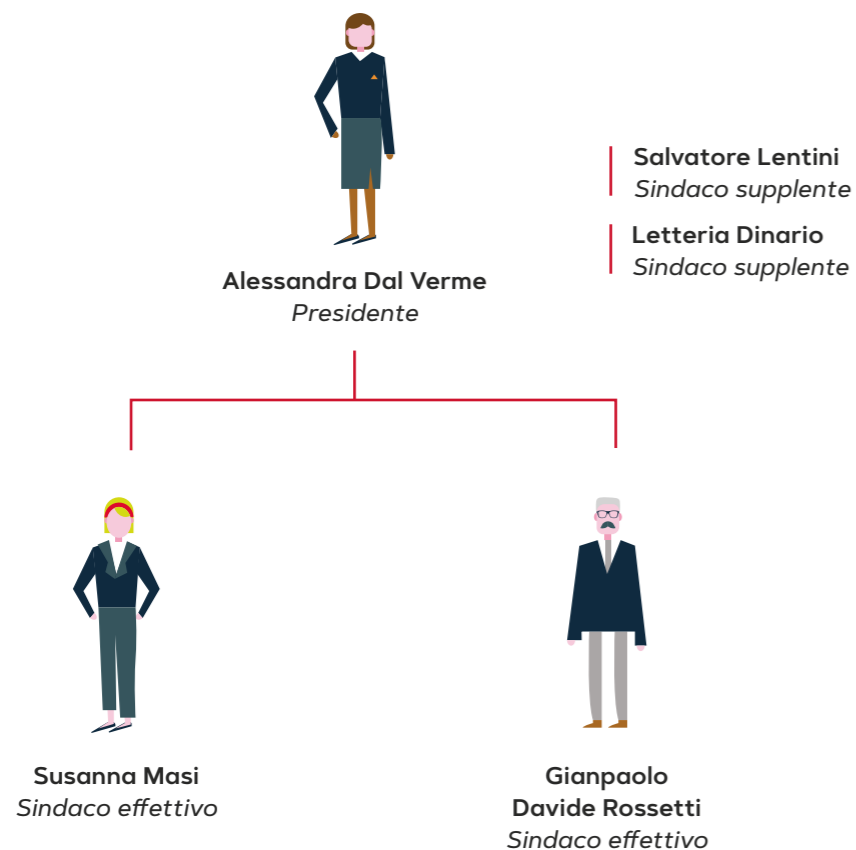 Salvatore Lentini
Sindaco supplente
Letteria Dinario
Sindaco supplente
Alessandra Dal Verme
Presidente
Susanna Masi
Sindaco effettivo
Gianpaolo
Davide Rossetti
Sindaco effettivo